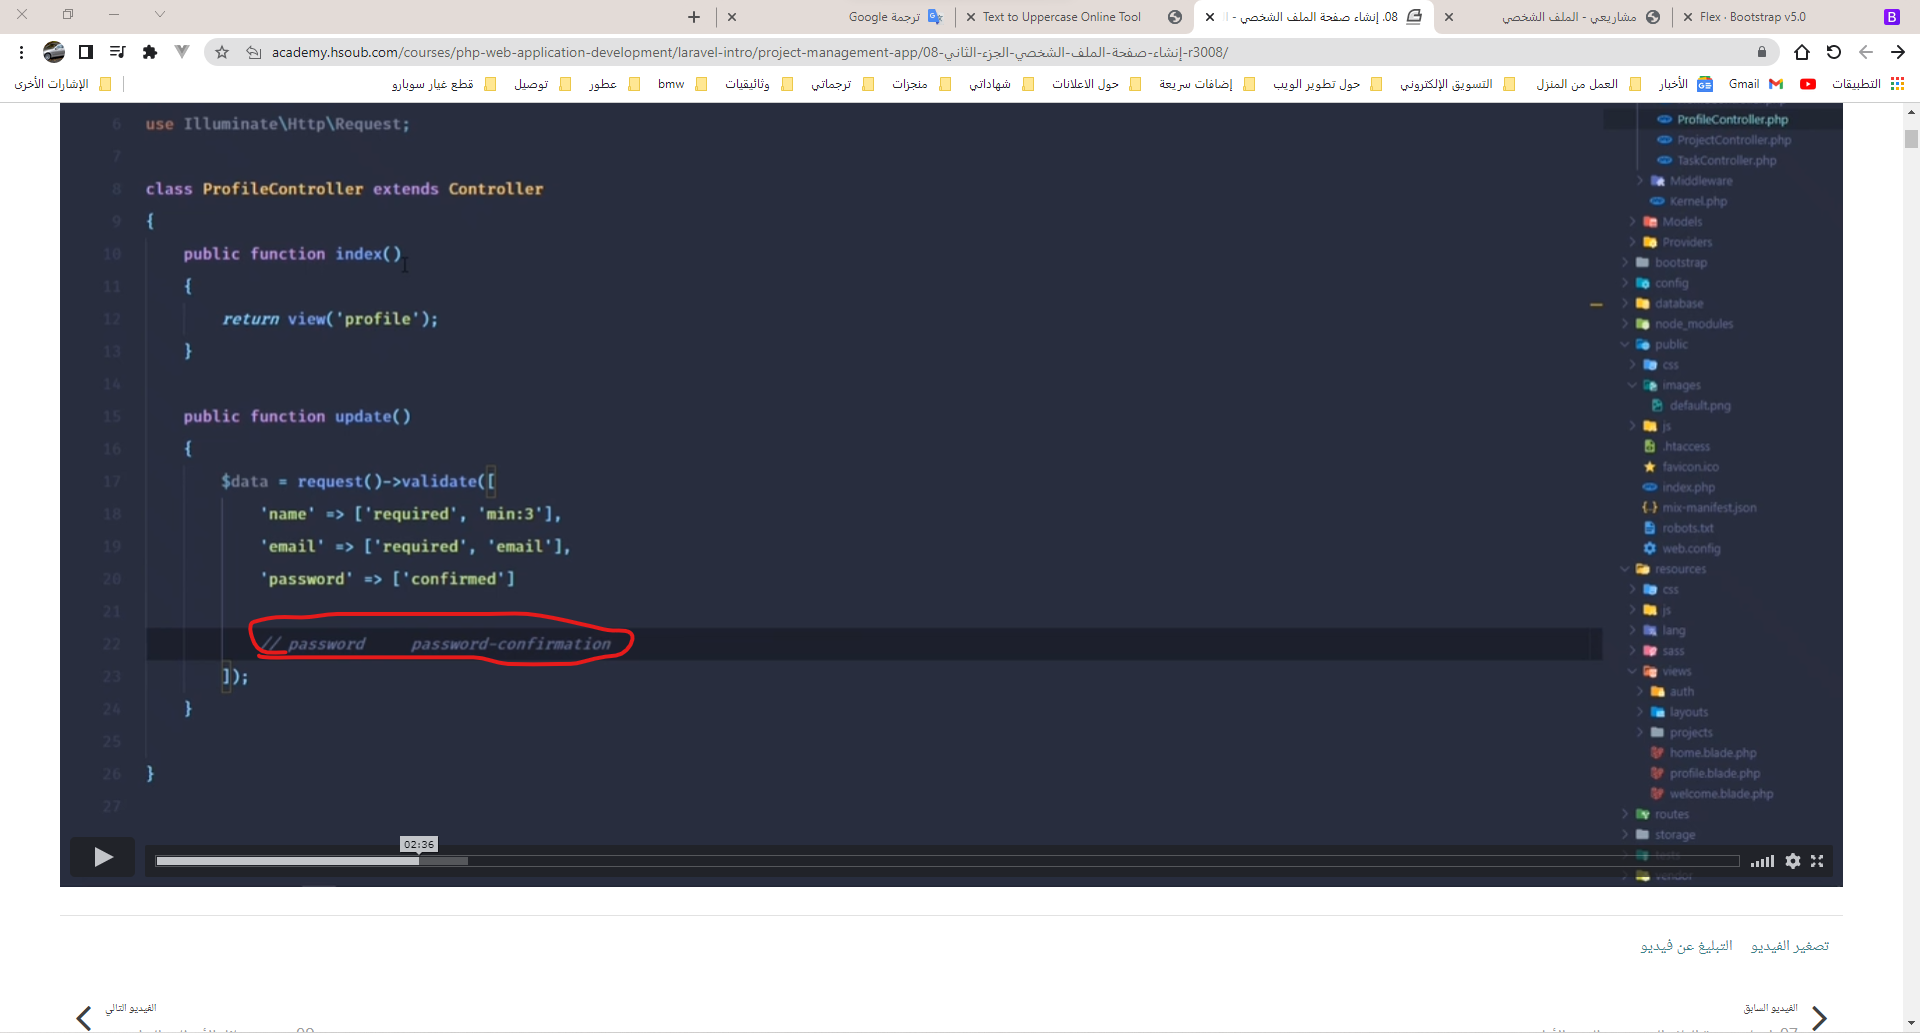 Flex · Bootstrap v5.0
مشاريعي - الملف الشخصي
08. إنشاء صفحة الملف الشخصي -
Text to Uppercase Online Tool
ترجمة Google
academy.hsoub.com/courses/php-web-application-development/laravel-intro/project-management-app/08-إنشاء-صفحة-الملف-الشخصي-الجزء-الثاني-r3008/
التطبيقات
Gmail
الأخبار
العمل من المنزل
التسويق الإلكتروني
حول تطوير الويب
إضافات سريعة
حول الاعلانات
شهاداتي
منجزات
ترجماتي
وثائيقيات
bmw
عطور
توصيل
قطع غيار سوبارو
الإشارات الأخرى
6 use Illuminate\Http\Request;
7
8 class ProfileController extends Controller
9 {
10 public function index()
11 {
12 return view('profile');
13 }
14
15 public function update()
16 {
17 $data = request()->validate([
18 'name' => ['required', 'min:3'],
19 'email' => ['required', 'email'],
20 'password' => ['confirmed']
21
22 // password password-confirmation
23 ]);
24 }
25
26 }
27
ProfileController.php
ProjectController.php
TaskController.php
Middleware
Kernel.php
Models
Providers
bootstrap
config
database
node_modules
public
css
images
default.png
js
.htaccess
favicon.ico
index.php
mix-manifest.json
robots.txt
web.config
resources
css
js
lang
sass
views
auth
layouts
projects
home.blade.php
profile.blade.php
welcome.blade.php
routes
storage
tests
vendor
02:36
تصغير الفيديو
التبليغ عن فيديو
الفيديو السابق
الفيديو التالي